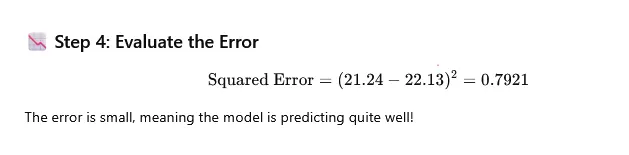 📉 Step 4: Evaluate the Error
Squared Error = (21.24 − 22.13)² = 0.7921
The error is small, meaning the model is predicting quite well!